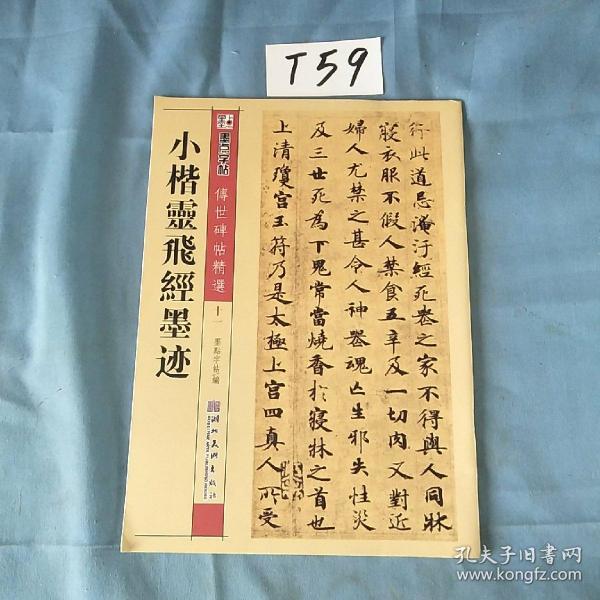 T59
墨点字帖
傳世碑帖精選
十一
墨點字帖 編
湖北美術出版社
小楷靈飛經墨迹
行此道忌淹汙經死喪之家不得與人同牀
殷衣服不假人禁食五辛及一切肉又對近
婦人尤禁之甚令人神喪魂亡生邪失性災
及三世死為下鬼常當燒香於寢牀之首也
上清瓊宮玉符乃是太極上官四真人所受
孔夫子旧书网
www.kongfz.com